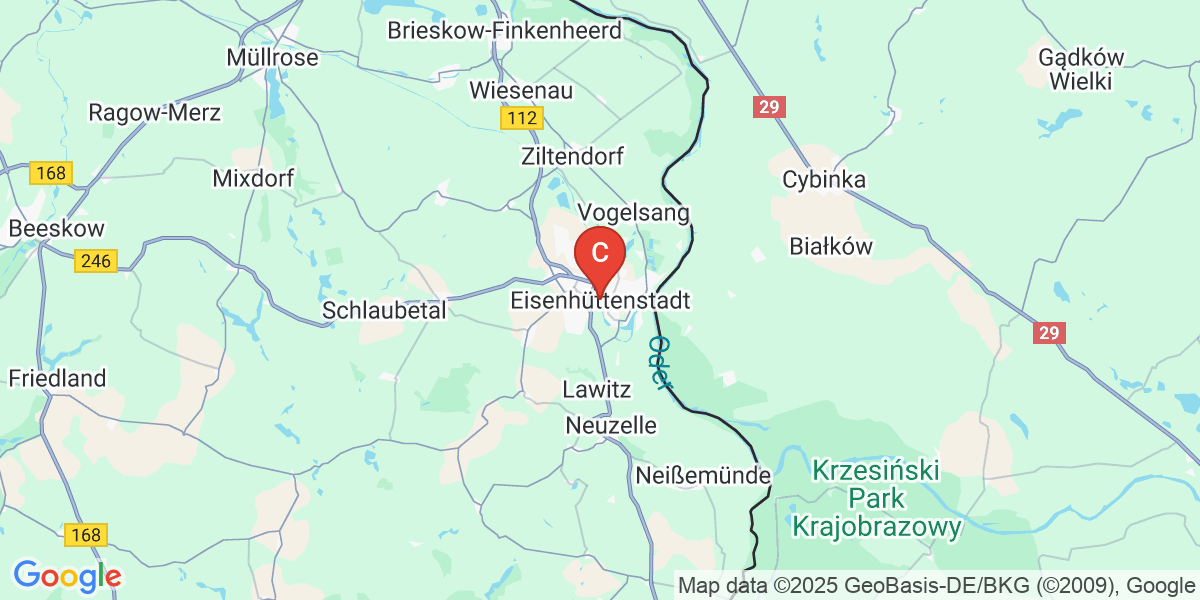 Brieskow-Finkenheerd
Müllrose
Gądków
Wielki
Wiesenau
29
Ragow-Merz
112
Ziltendorf
168
Mixdorf
Cybinka
Vogelsang
Beeskow
Białków
C
246
Eisenhüttenstadt
Schlaubetal
29
Oder
Friedland
Lawitz
Neuzelle
Krzesiński
Park
Krajobrazowy
Neißemünde
168
Google
Map data ©2025 GeoBasis-DE/BKG (©2009), Google